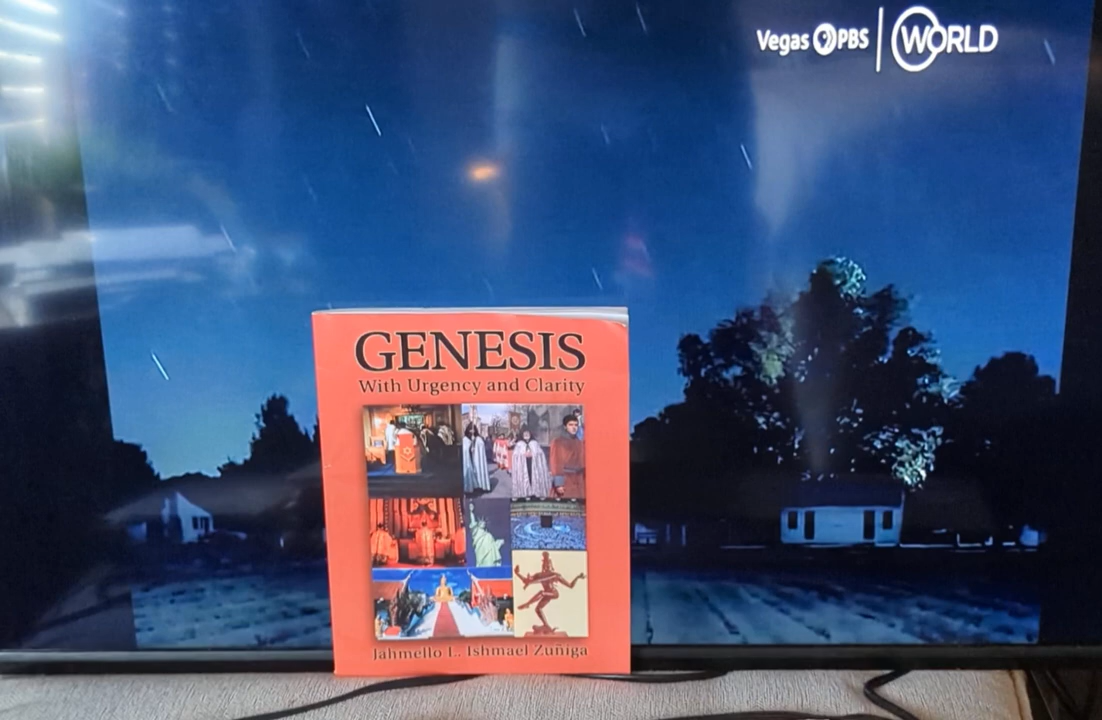 Vegas PBS | WORLD
GENESIS
With Urgency and Clarity
Jahmello L. Ishmael Zuñiga